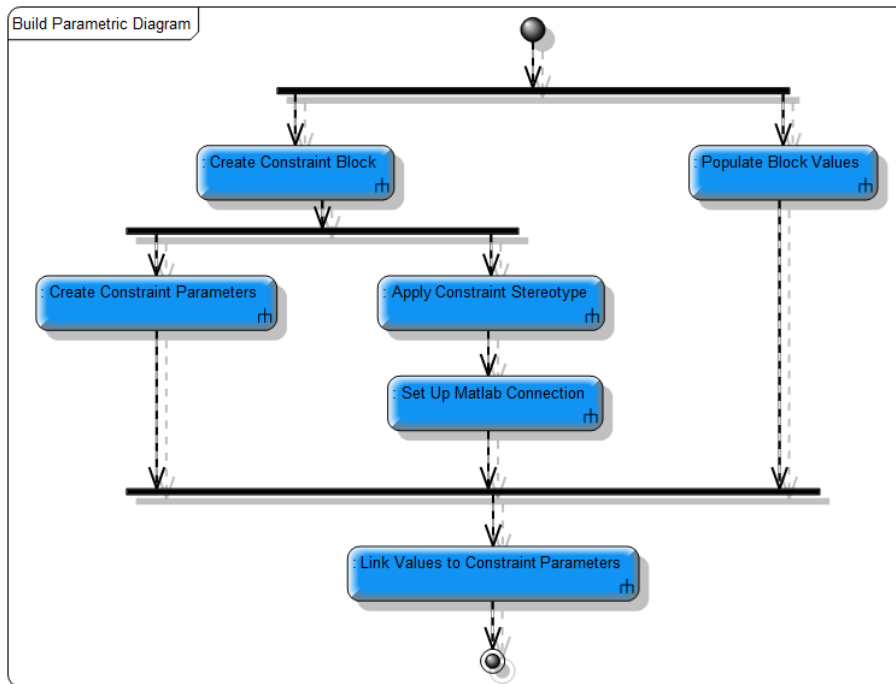 Build Parametric Diagram
: Create Constraint Block
: Populate Block Values
: Create Constraint Parameters
: Apply Constraint Stereotype
: Set Up Matlab Connection
: Link Values to Constraint Parameters